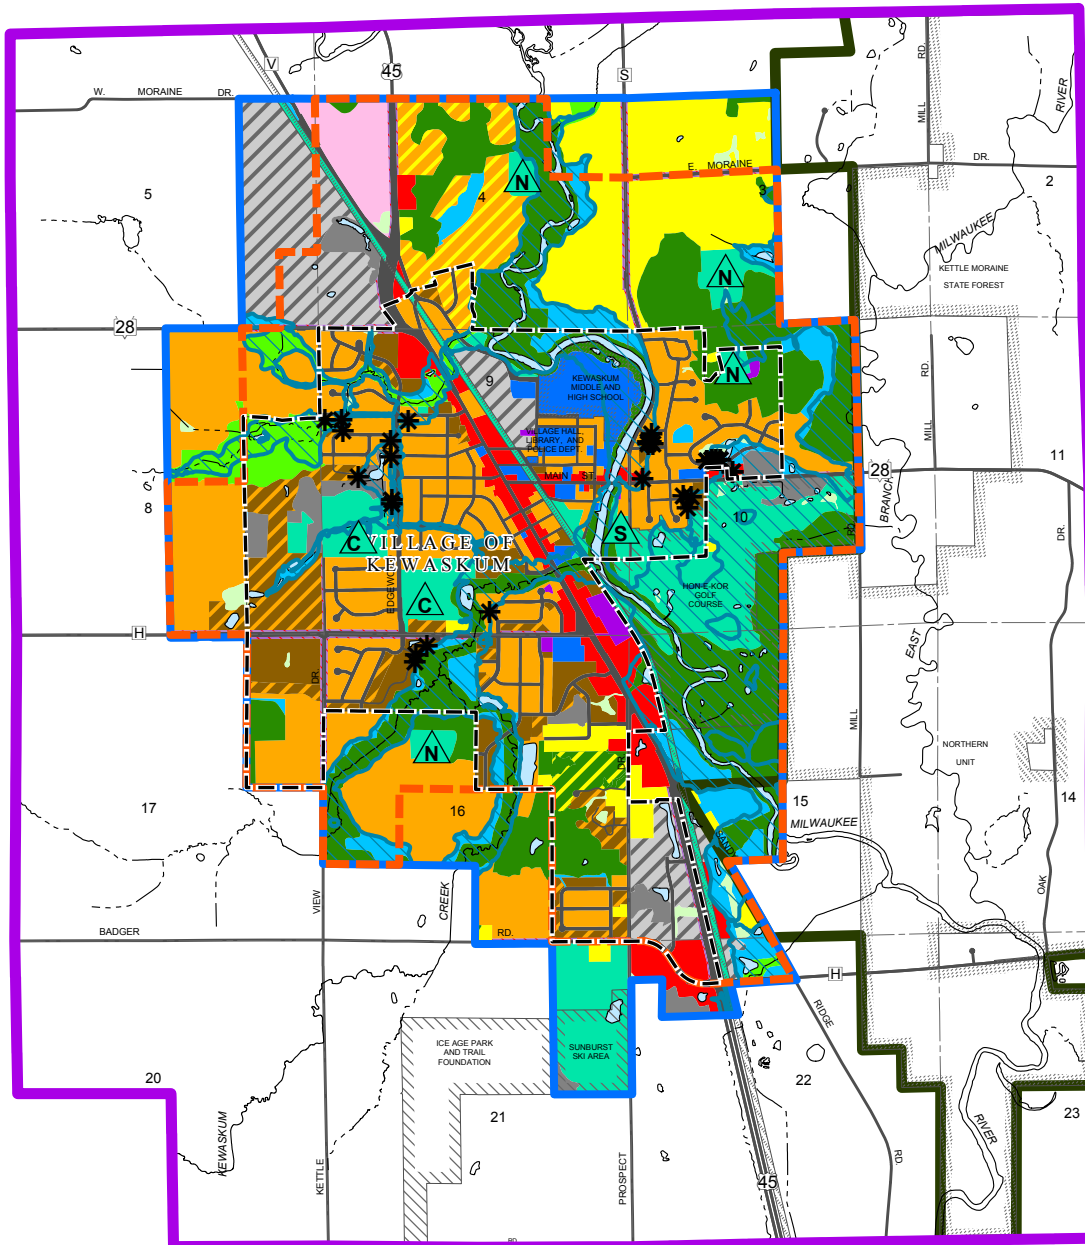 V
45
S
RD.
RIVER
W. MORAINE DR.
MILL
E. MORAINE
DR.
5
4
N
3
2
MILWAUKEE
N
KETTLE MORAINE
STATE FOREST
28
9
KEWASKUM
MIDDLE AND
HIGH SCHOOL
N
RD.
MILL
VILLAGE HALL,
LIBRARY, AND
POLICE DEPT.
MAIN ST.
28
11
8
BRANCH
10
S
C
VILLAGE OF
KEWASKUM
RD.
DR.
HON-E-KOR
GOLF
COURSE
C
H
EAST
DR.
MILL
N
DR.
NORTHERN
UNIT
17
16
15
14
MILWAUKEE
OAK
VIEW
CREEK
BADGER
RD.
H
RIDGE
ICE AGE PARK
AND TRAIL
FOUNDATION
SUNBURST
SKI AREA
20
21
22
23
KEWASKUM
RIVER
KETTLE
PROSPECT
45
RD.
RD.